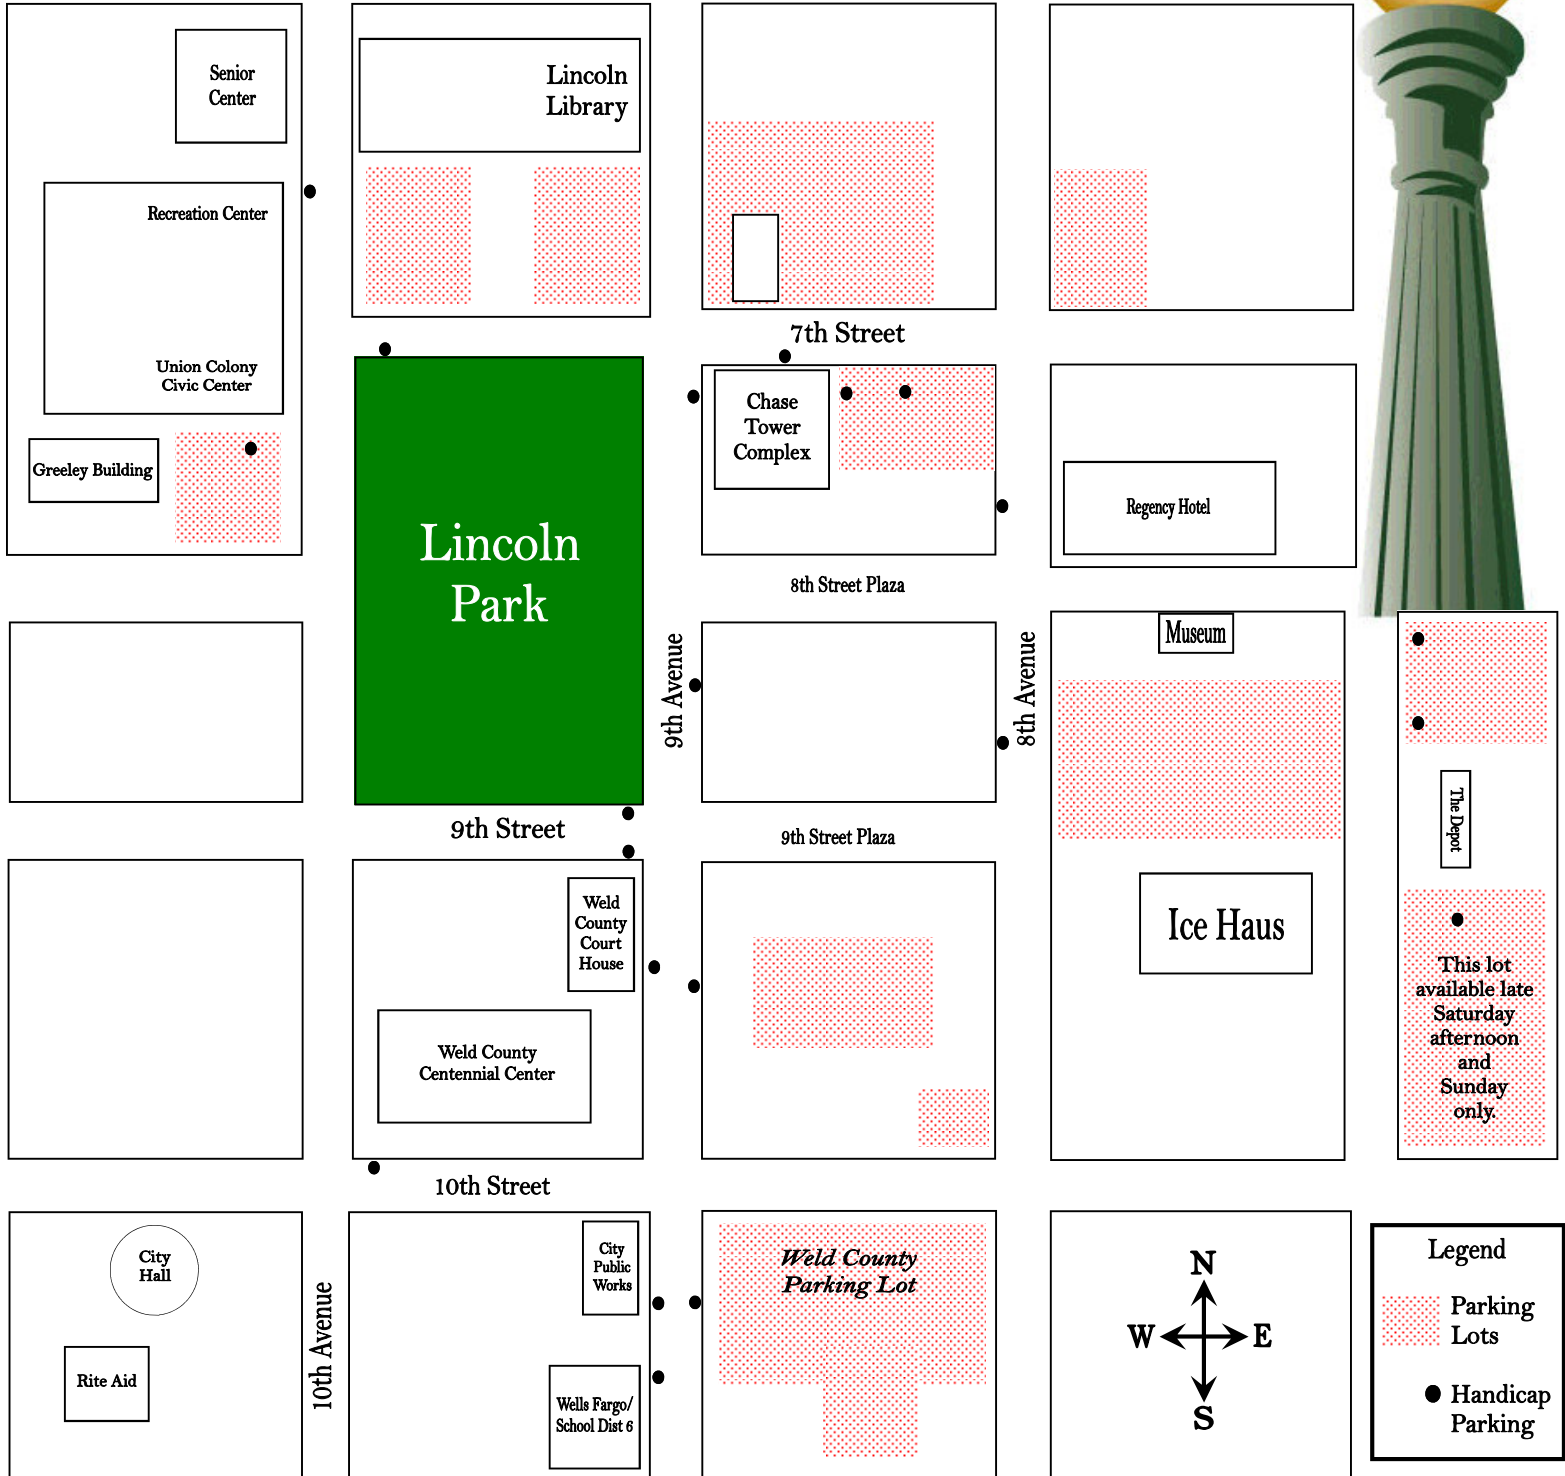 Senior
Center
Lincoln
Library
Recreation Center
Union Colony
Civic Center
Greeley Building
7th Street
Chase
Tower
Complex
Regency Hotel
Lincoln
Park
8th Street Plaza
Museum
9th Avenue
8th Avenue
The Depot
9th Street
9th Street Plaza
Weld
County
Court
House
Ice Haus
This lot
available late
Saturday
afternoon
and
Sunday
only.
Weld County
Centennial Center
10th Street
City
Hall
City
Public
Works
Weld County
Parking Lot
Rite Aid
10th Avenue
Wells Fargo/
School Dist 6
N
W E
S
Legend
Parking
Lots
Handicap
Parking